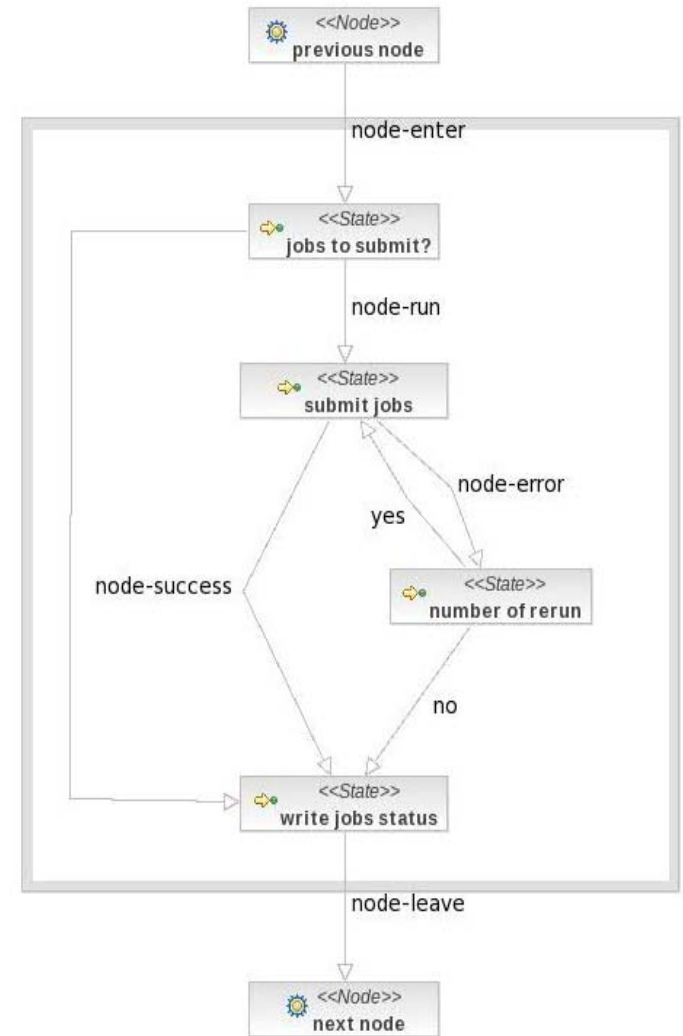 <<Node>>
previous node
node-enter
<<State>>
jobs to submit?
node-run
<<State>>
submit jobs
node-error
yes
node-success
<<State>>
number of rerun
no
<<State>>
write jobs status
node-leave
<<Node>>
next node